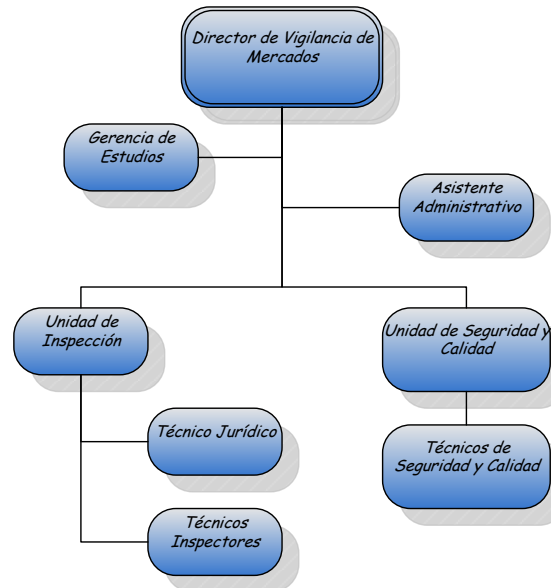 Director de Vigilancia de
Mercados
Gerencia de
Estudios
Asistente
Administrativo
Unidad de
Inspección
Unidad de Seguridad y
Calidad
Técnico Jurídico
Técnicos de
Seguridad y Calidad
Técnicos
Inspectores